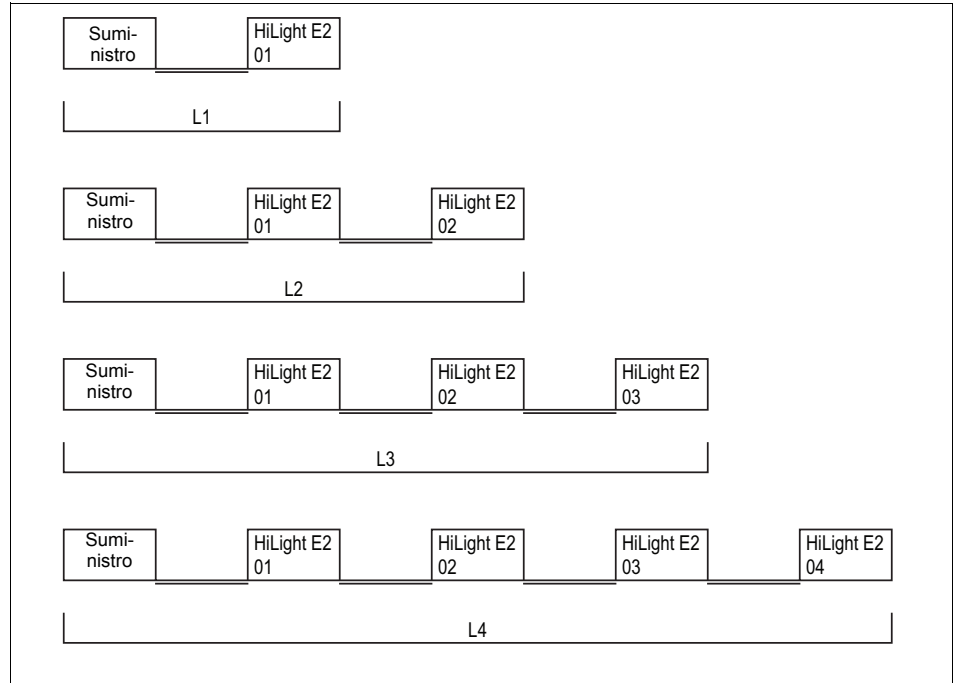 Sumi-
nistro
HiLight E2
01
L1
Sumi-
nistro
HiLight E2
01
HiLight E2
02
L2
Sumi-
nistro
HiLight E2
01
HiLight E2
02
HiLight E2
03
L3
Sumi-
nistro
HiLight E2
01
HiLight E2
02
HiLight E2
03
HiLight E2
04
L4